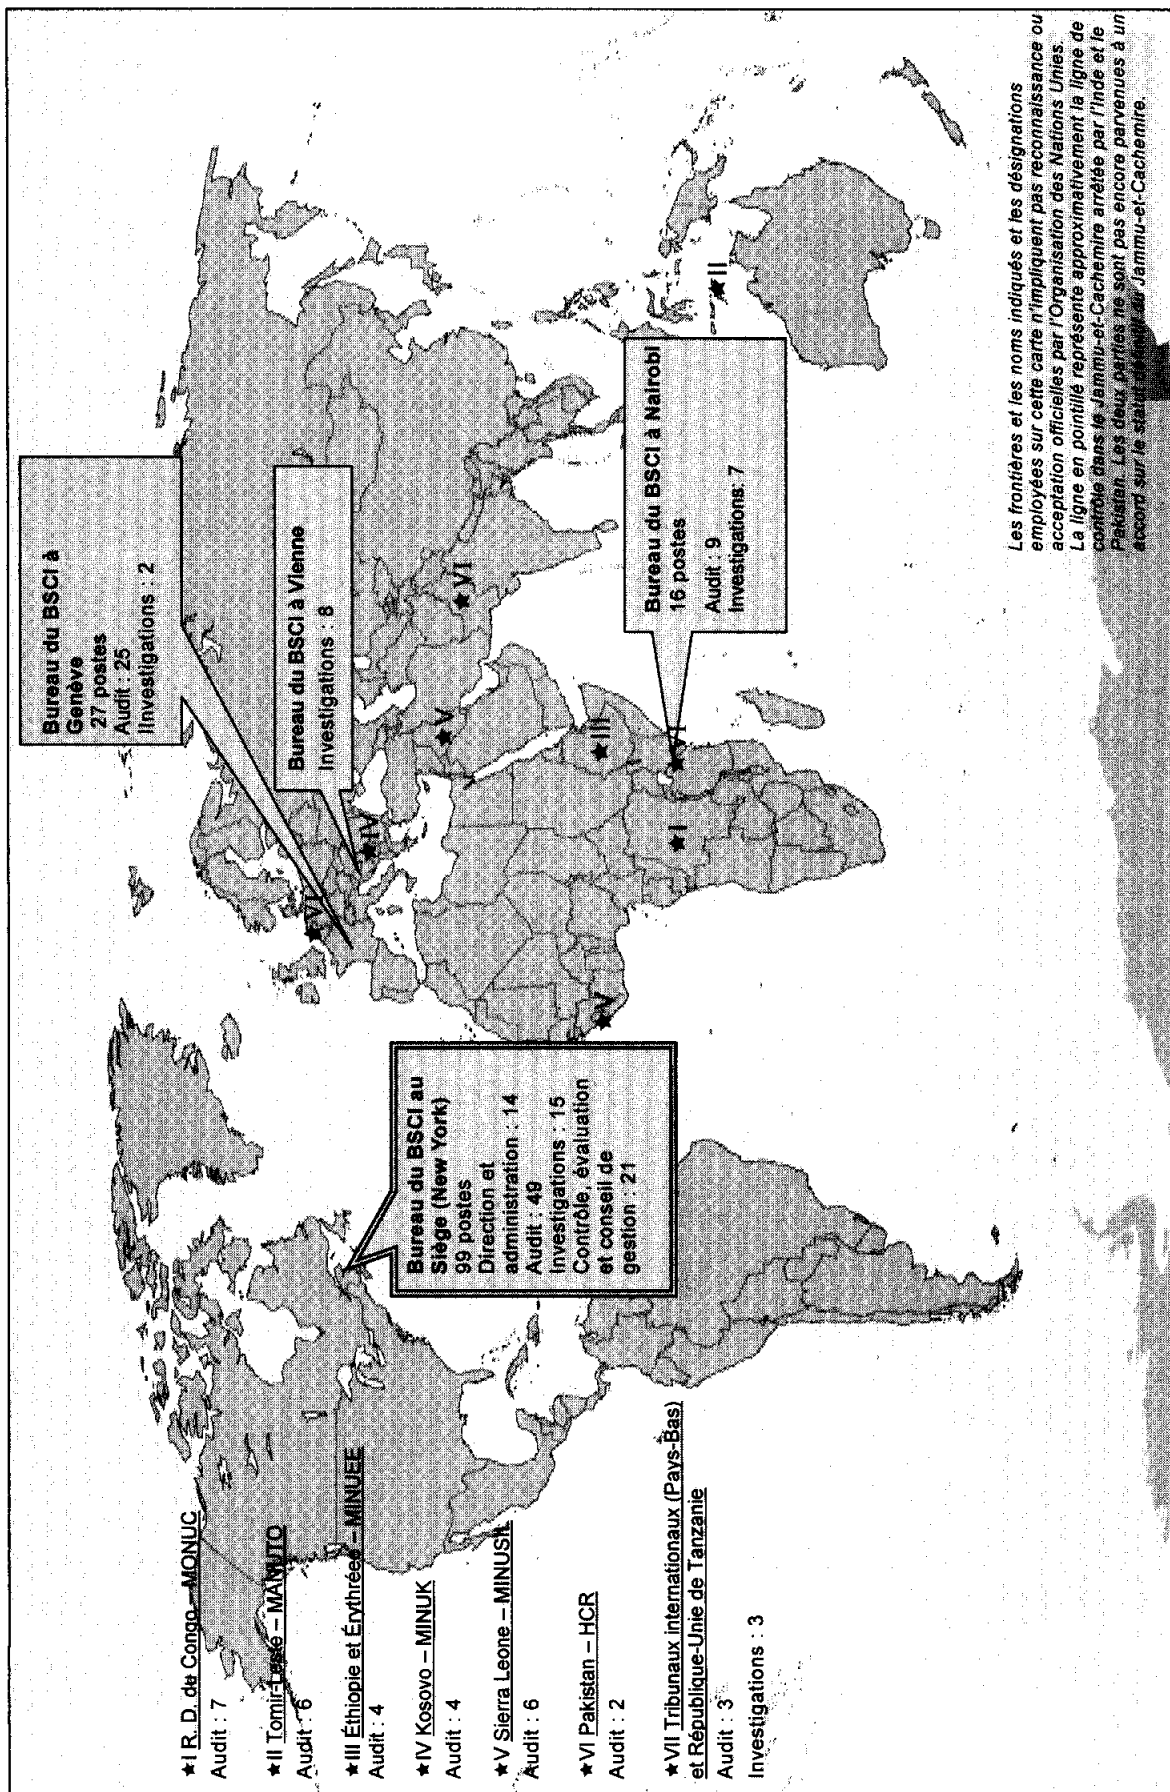 Bureau du BSCI à
Genève
27 postes
Audit : 25
Investigations : 2
Bureau du BSCI à Vienne
Investigations : 8
Bureau du BSCI à Nairobi
16 postes
Audit : 9
Investigations: 7
Bureau du BSCI au
Siège (New York)
99 postes
Direction et
administration : 14
Audit : 49
Investigations : 15
Contrôle, évaluation
et conseil de
gestion : 21
★VI
★IV
★V
★VI
★III
★VI
★I
★V
★II
★I R. D. du Congo – MONUC
Audit : 7
★II Tomir-Leste – MANUTO
Audit : 6
★III Éthiopie et Érythréee – MINUEE
Audit : 4
★IV Kosovo – MINUK
Audit : 4
★V Sierra Leone – MINUSIL
Audit : 6
★VI Pakistan – HCR
Audit : 2
★VII Tribunaux internationaux (Pays-Bas)
et République-Unie de Tanzanie
Audit : 3
Investigations : 3
Les frontières et les noms indiqués et les désignations
employées sur cette carte n'impliquent pas reconnaissance ou
acceptation officielles par l'Organisation des Nations Unies.
La ligne en pointillé représente approximativement la ligne de
contrôle dans le Jammu-et-Cachemire arrêtée par l'Inde et le
Pakistan. Les deux parties ne sont pas encore parvenues à un
accord sur le statut définitif du Jammu-et-Cachemire.